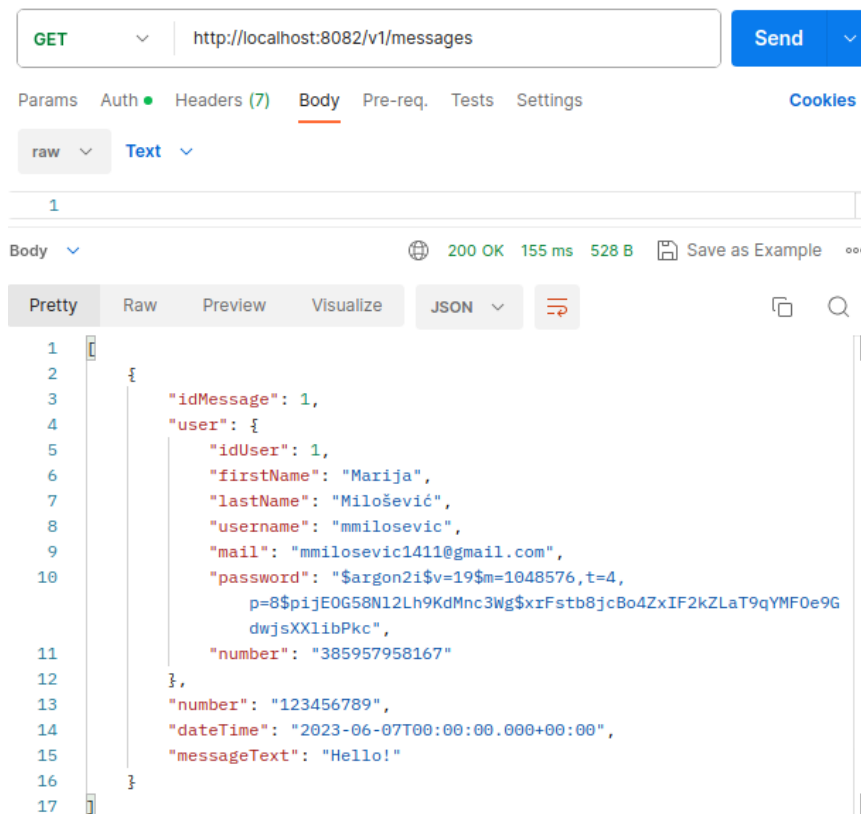 GET http://localhost:8082/v1/messages Send
Params Auth Headers (7) Body Pre-req. Tests Settings Cookies
raw Text
1
Body 200 OK 155 ms 528 B Save as Example
Pretty Raw Preview Visualize JSON
1 [
2 {
3 "idMessage": 1,
4 "user": {
5 "idUser": 1,
6 "firstName": "Marija",
7 "lastName": "Milošević",
8 "username": "mmilosevic",
9 "mail": "mmilosevic1411@gmail.com",
10 "password": "$argon2i$v=19$m=1048576,t=4,
p=8$pijEOG58Nl2Lh9KdMnc3Wg$xrFstb8jcBo4ZxIF2kZLaT9qYMFOe9G
dwjsXXlibPkc",
11 "number": "385957958167"
12 },
13 "number": "123456789",
14 "dateTime": "2023-06-07T00:00:00.000+00:00",
15 "messageText": "Hello!"
16 }
17 ]